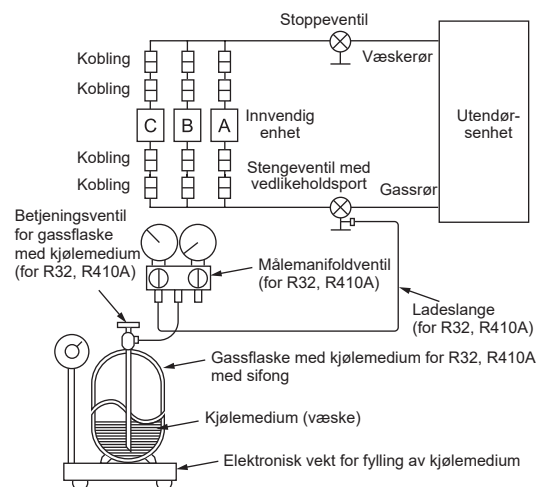 Stoppeventil
Væskerør
Kobling
Kobling
C
B
A
Innvendig
enhet
Utendør-
senhet
Kobling
Kobling
Stengeventil med
vedlikeholdsport
Gassrør
Betjeningsventil
for gassflaske
med kjølemedium
(for R32, R410A)
Målemanifoldventil
(for R32, R410A)
Ladeslange
(for R32, R410A)
Gassflaske med kjølemedium for R32, R410A
med sifong
Kjølemedium (væske)
Elektronisk vekt for fylling av kjølemedium